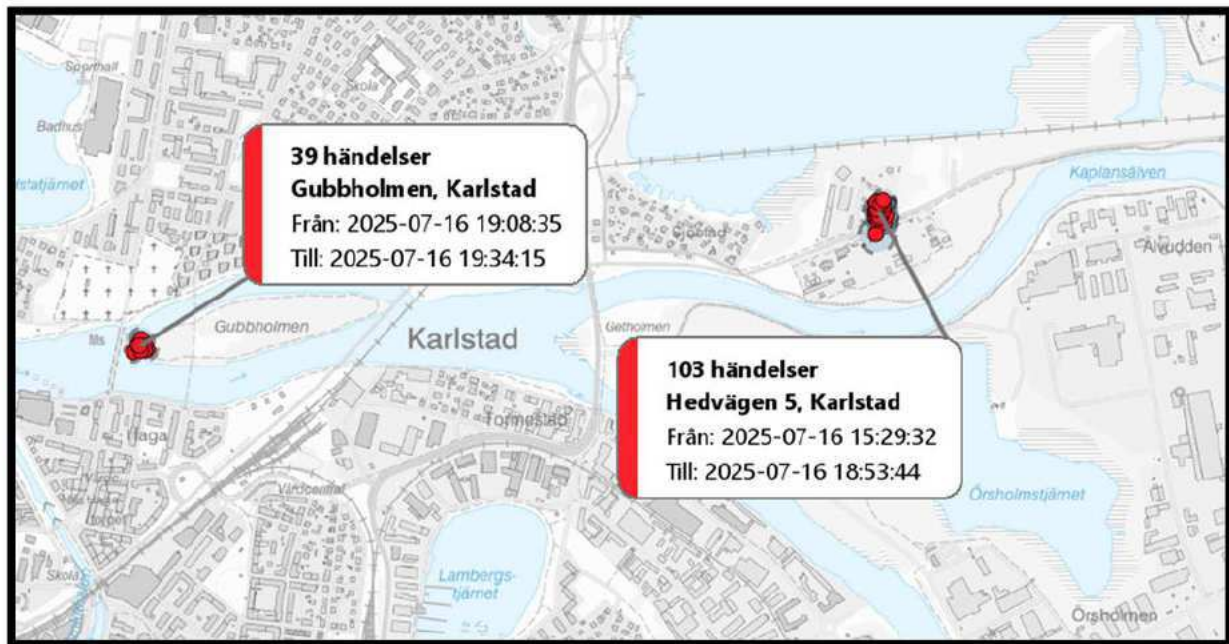 Sporthall
Skola
Badhus
39 händelser
Gubbholmen, Karlstad
Från: 2025-07-16 19:08:35
Till: 2025-07-16 19:34:15
Kaplansälven
Älvudden
Gubbholmen
Karlstad
Getholmen
103 händelser
Hedvägen 5, Karlstad
Från: 2025-07-16 15:29:32
Till: 2025-07-16 18:53:44
Haga
Vårdcentral
Örsholmstjärnet
Skola
Lambergs-
tjärnet
Örsholmen